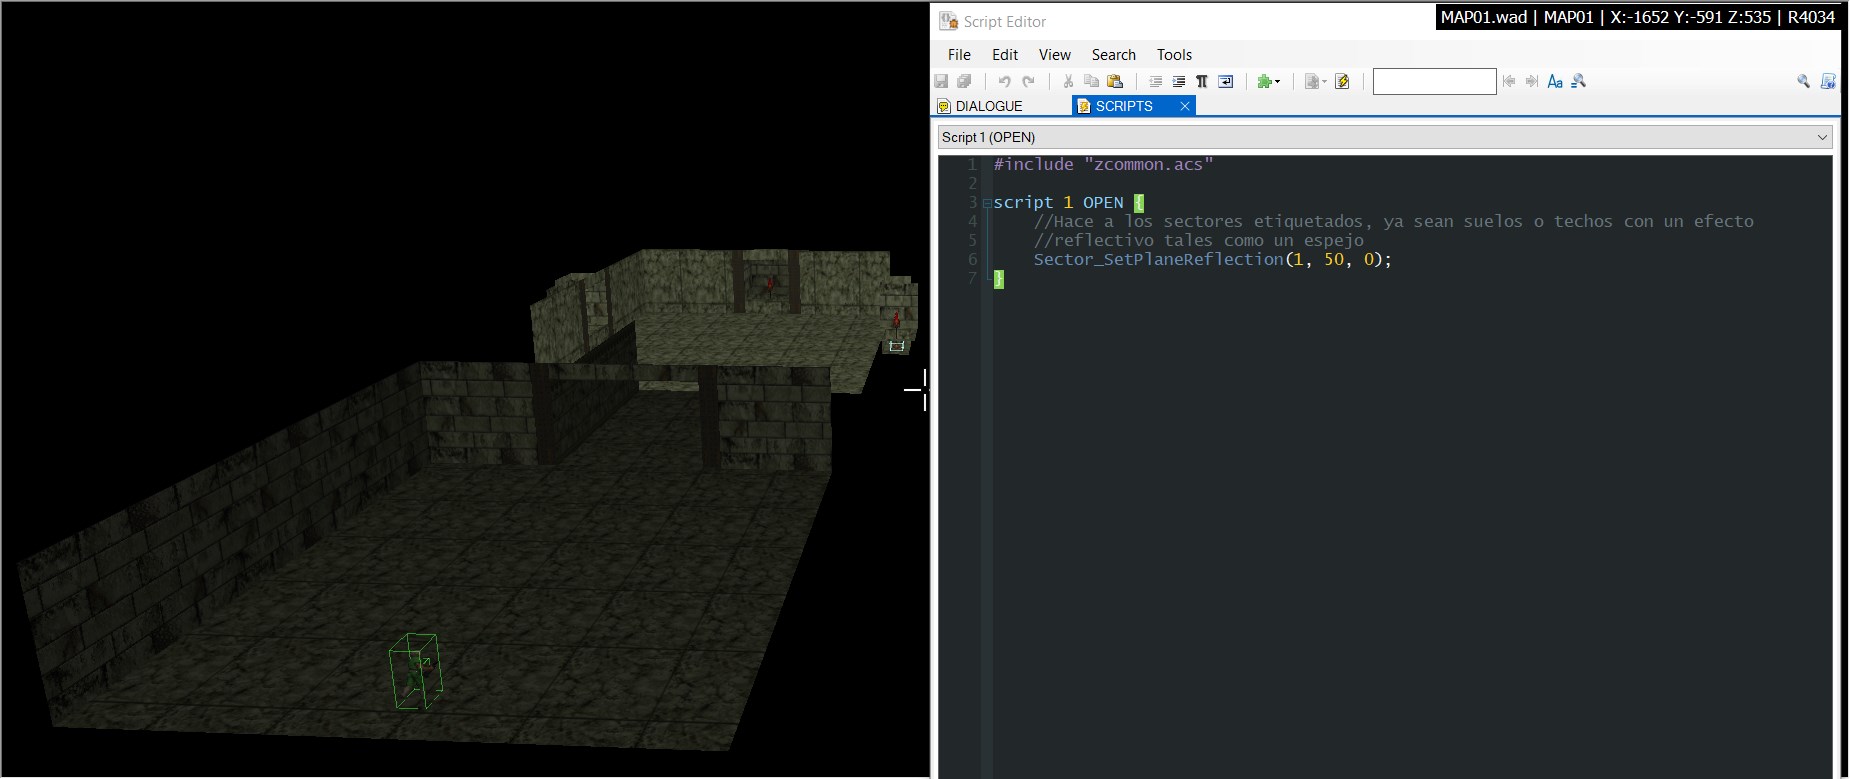 Script Editor
MAP01.wad | MAP01 | X:-1652 Y:-591 Z:535 | R4034
File Edit View Search Tools
DIALOGUE SCRIPTS
Script 1 (OPEN)
1 #include "zcommon.acs"
2
3 script 1 OPEN {
4 //Hace a los sectores etiquetados, ya sean suelos o techos con un efecto
5 //reflectivo tales como un espejo
6 Sector_SetPlaneReflection(1, 50, 0);
7 }